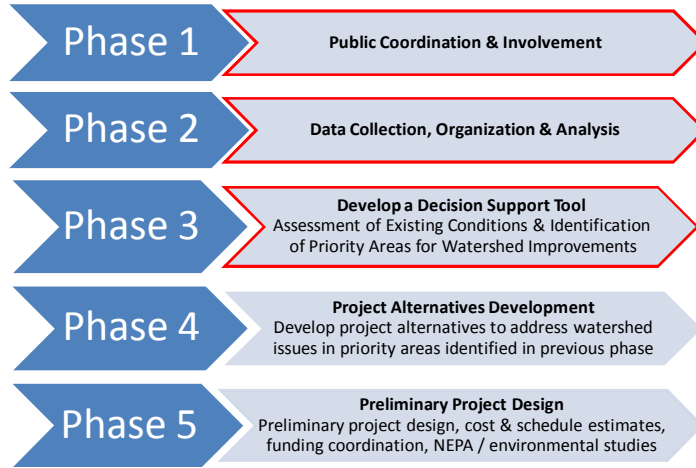 Phase 1
Public Coordination & Involvement
Phase 2
Data Collection, Organization & Analysis
Phase 3
Develop a Decision Support Tool
Assessment of Existing Conditions & Identification
of Priority Areas for Watershed Improvements
Phase 4
Project Alternatives Development
Develop project alternatives to address watershed
issues in priority areas identified in previous phase
Phase 5
Preliminary Project Design
Preliminary project design, cost & schedule estimates,
funding coordination, NEPA / environmental studies